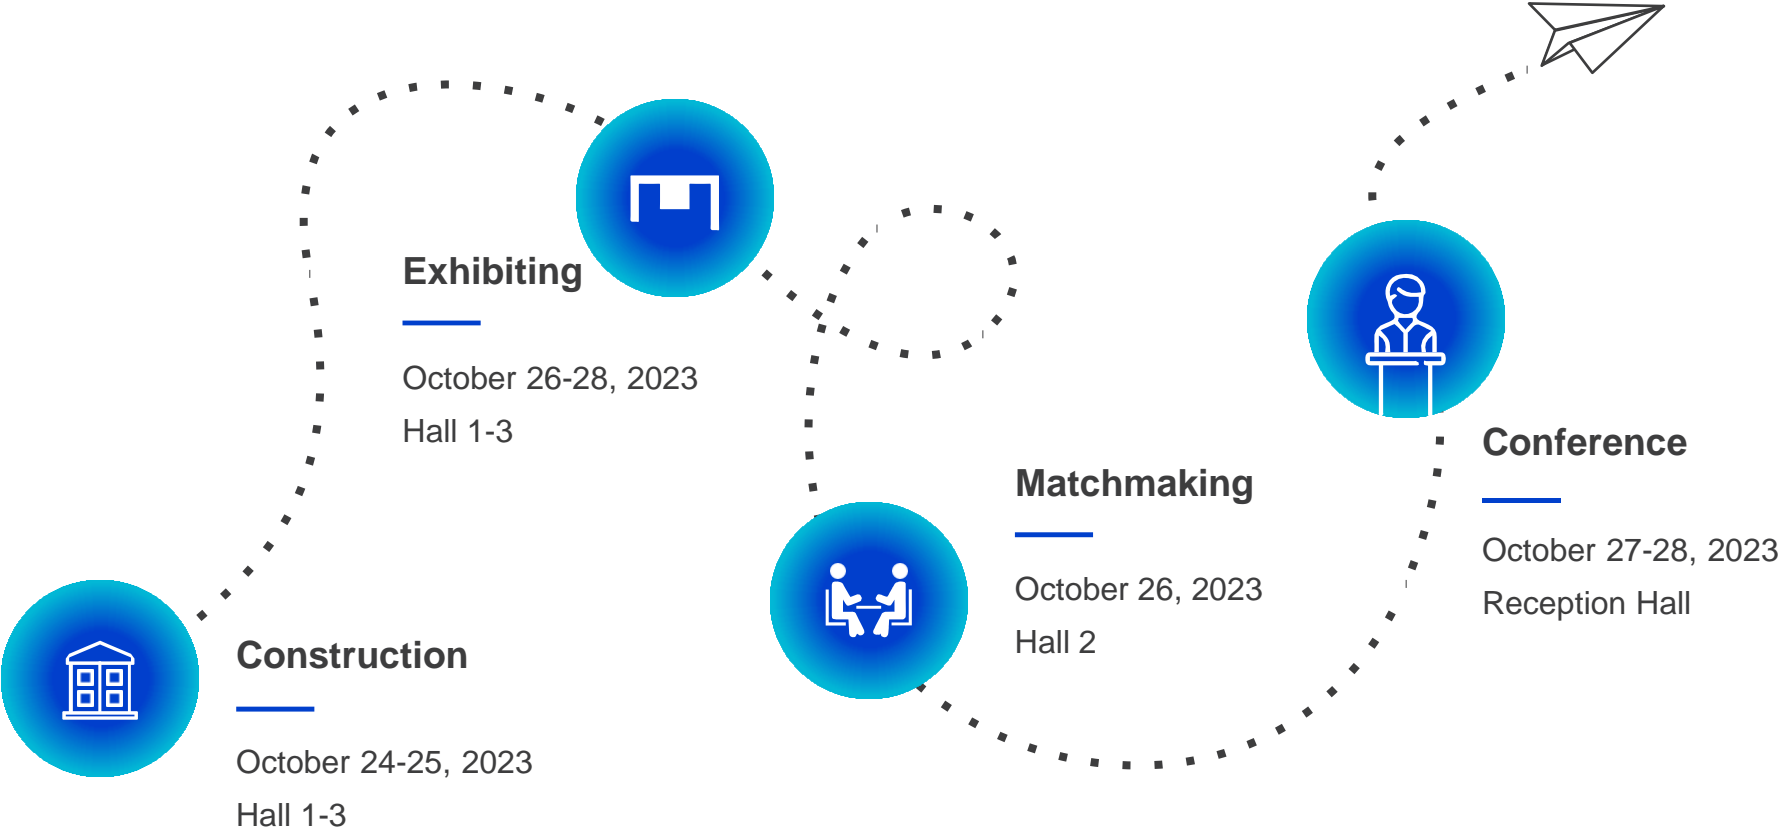 Exhibiting
October 26-28, 2023
Hall 1-3
Construction
October 24-25, 2023
Hall 1-3
Matchmaking
October 26, 2023
Hall 2
Conference
October 27-28, 2023
Reception Hall